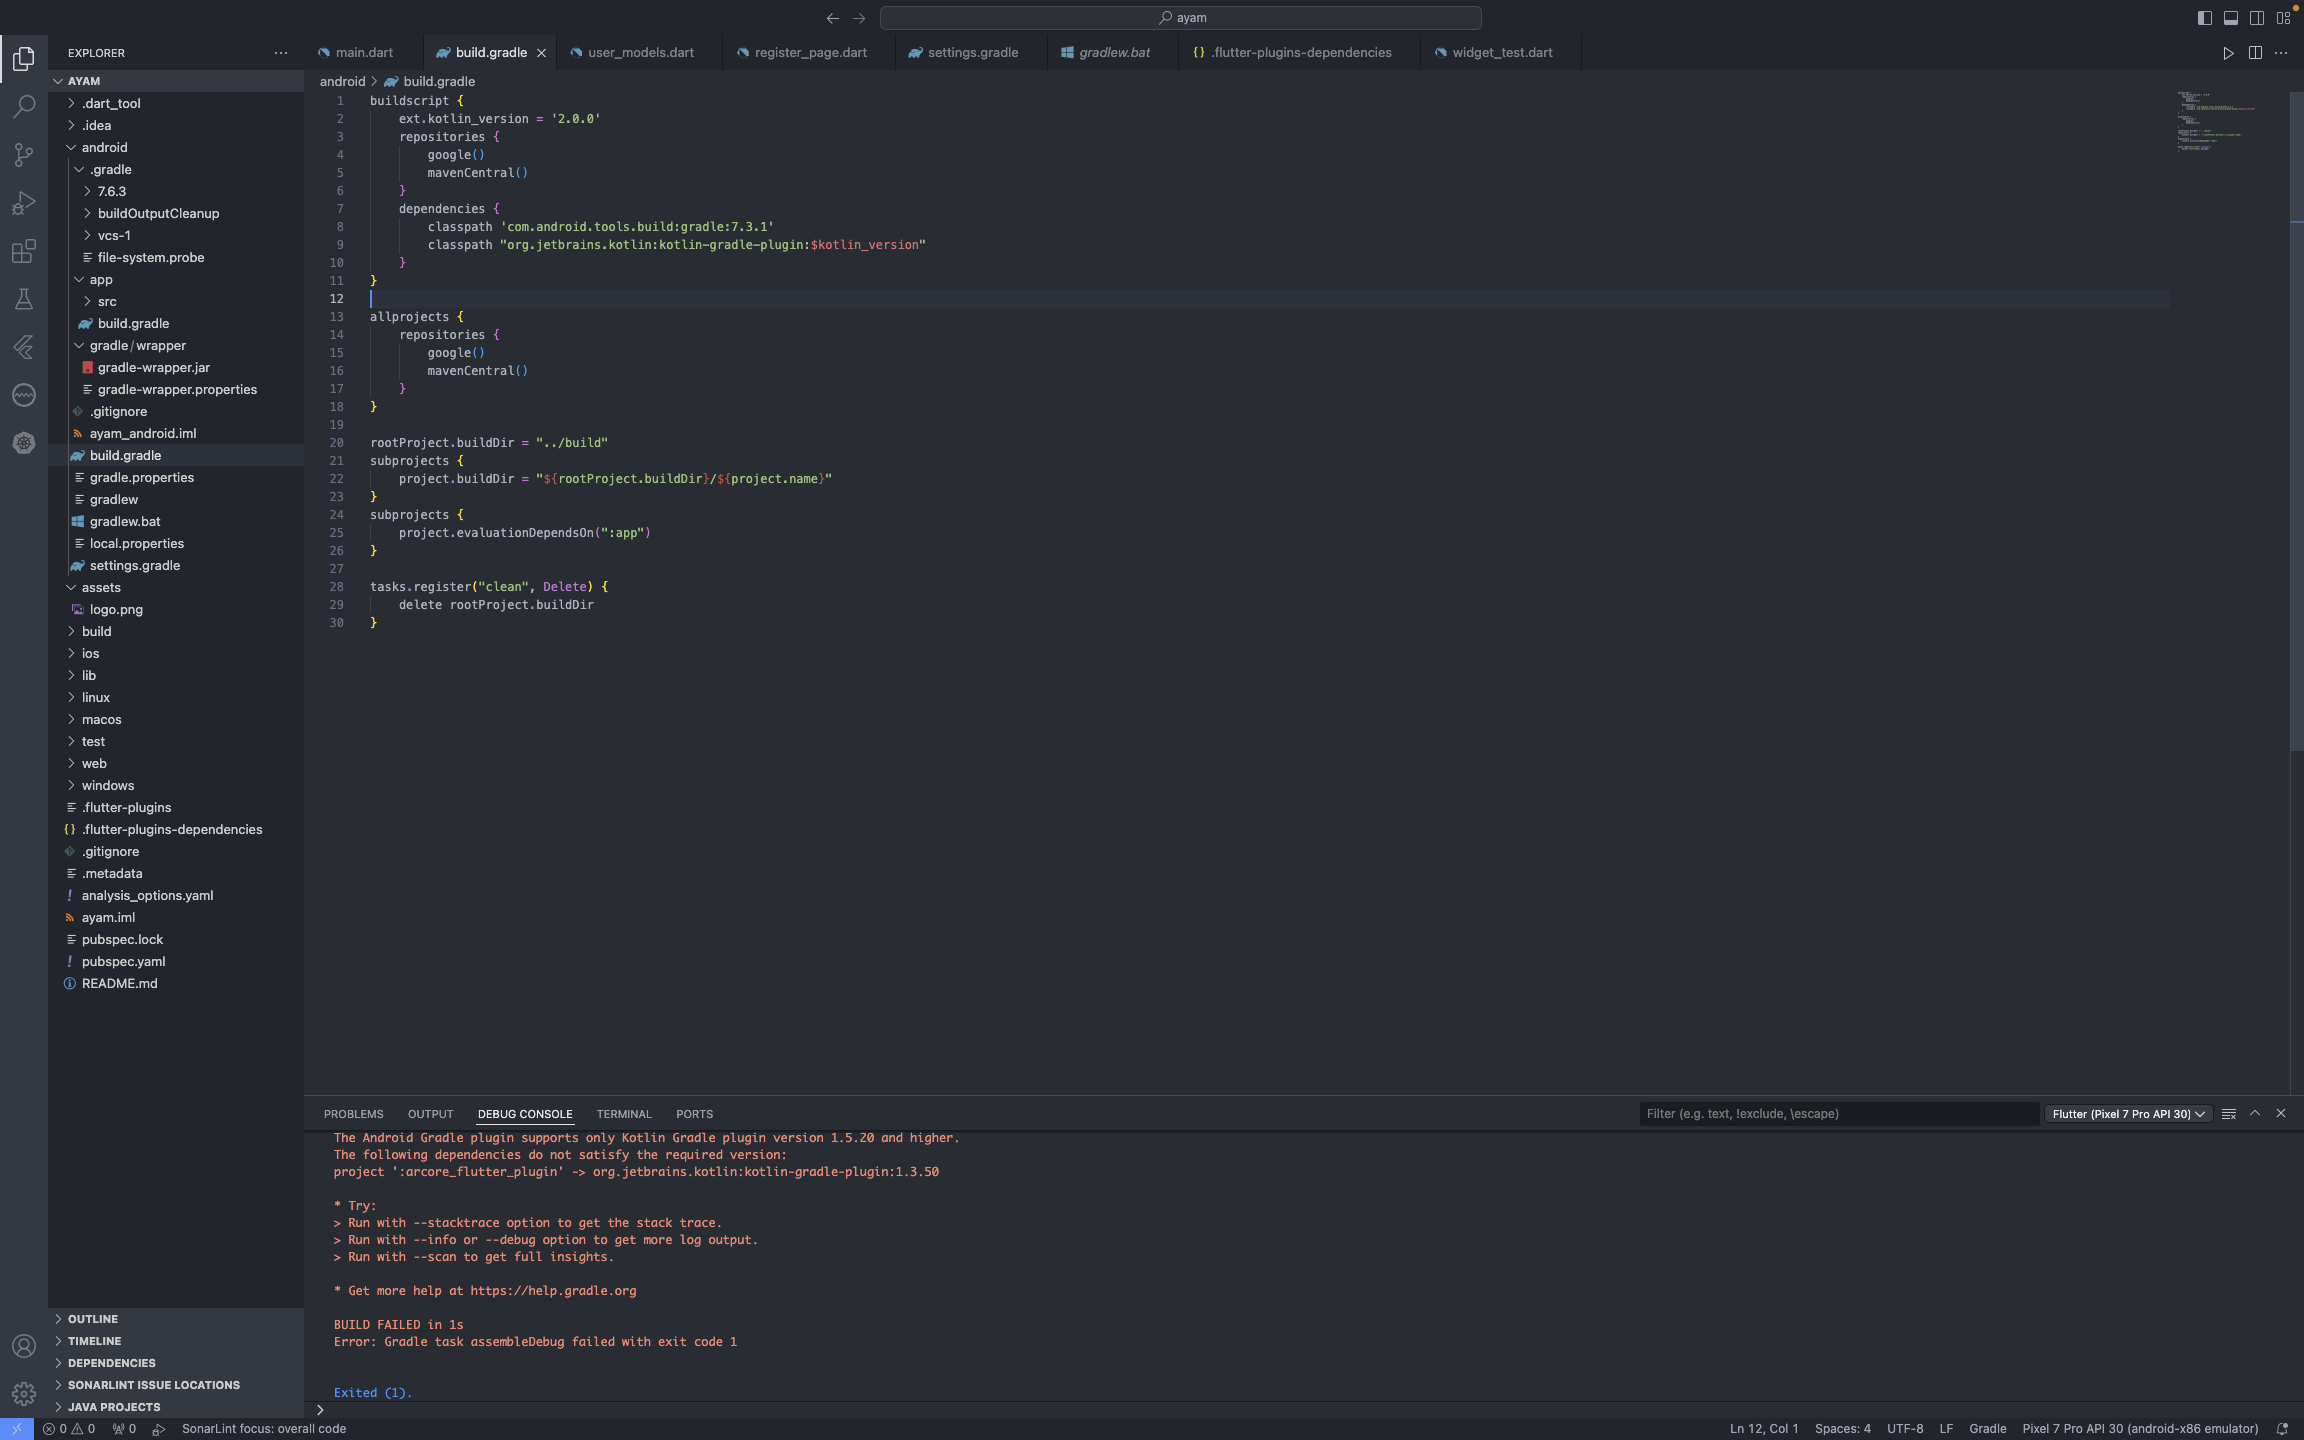 ayam
EXPLORER
AYAM
.dart_tool
.idea
android
.gradle
7.6.3
buildOutputCleanup
vcs-1
file-system.probe
app
src
build.gradle
gradle/wrapper
gradle-wrapper.jar
gradle-wrapper.properties
.gitignore
ayam_android.iml
build.gradle
gradle.properties
gradlew
gradlew.bat
local.properties
settings.gradle
assets
logo.png
build
ios
lib
linux
macos
test
web
windows
.flutter-plugins
.flutter-plugins-dependencies
.gitignore
.metadata
analysis_options.yaml
ayam.iml
pubspec.lock
pubspec.yaml
README.md
OUTLINE
TIMELINE
DEPENDENCIES
SONARLINT ISSUE LOCATIONS
JAVA PROJECTS
main.dart build.gradle user_models.dart register_page.dart settings.gradle gradlew.bat .flutter-plugins-dependencies widget_test.dart
android > build.gradle
1 buildscript {
2 ext.kotlin_version = '2.0.0'
3 repositories {
4 google()
5 mavenCentral()
6 }
7 dependencies {
8 classpath 'com.android.tools.build:gradle:7.3.1'
9 classpath "org.jetbrains.kotlin:kotlin-gradle-plugin:$kotlin_version"
10 }
11 }
12
13 allprojects {
14 repositories {
15 google()
16 mavenCentral()
17 }
18 }
19
20 rootProject.buildDir = "../build"
21 subprojects {
22 project.buildDir = "${rootProject.buildDir}/${project.name}"
23 }
24 subprojects {
25 project.evaluationDependsOn(":app")
26 }
27
28 tasks.register("clean", Delete) {
29 delete rootProject.buildDir
30 }
PROBLEMS OUTPUT DEBUG CONSOLE TERMINAL PORTS
Filter (e.g. text, !exclude, \escape)
Flutter (Pixel 7 Pro API 30)
The Android Gradle plugin supports only Kotlin Gradle plugin version 1.5.20 and higher.
The following dependencies do not satisfy the required version:
project ':arcore_flutter_plugin' -> org.jetbrains.kotlin:kotlin-gradle-plugin:1.3.50
* Try:
> Run with --stacktrace option to get the stack trace.
> Run with --info or --debug option to get more log output.
> Run with --scan to get full insights.
* Get more help at https://help.gradle.org
BUILD FAILED in 1s
Error: Gradle task assembleDebug failed with exit code 1
Exited (1).
>
0 0 0 SonarLint focus: overall code
Ln 12, Col 1 Spaces: 4 UTF-8 LF Gradle Pixel 7 Pro API 30 (android-x86 emulator)